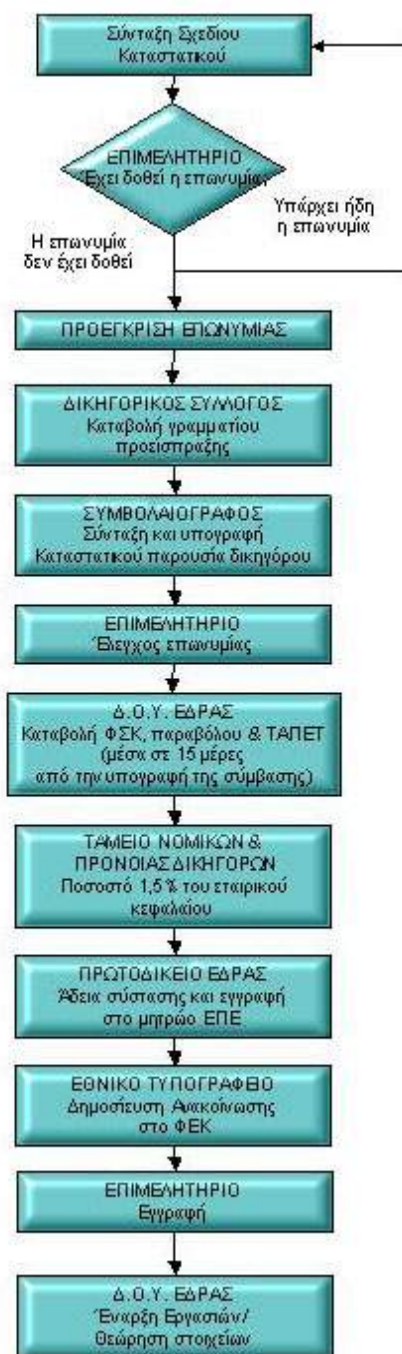 Σύνταξη Σχεδίου
Καταστατικού
ΕΠΙΜΕΛΗΤΗΡΙΟ
Έχει δοθεί η επωνυμία;
Υπάρχει ήδη
η επωνυμία
Η επωνυμία
δεν έχει δοθεί
ΠΡΟΕΓΚΡΙΣΗ ΕΠΩΝΥΜΙΑΣ
ΔΙΚΗΓΟΡΙΚΟΣ ΣΥΛΛΟΓΟΣ
Καταβολή γραμματίου
προείσπραξης
ΣΥΜΒΟΛΑΙΟΓΡΑΦΟΣ
Σύνταξη και υπογραφή
Καταστατικού παρουσία δικηγόρου
ΕΠΙΜΕΛΗΤΗΡΙΟ
Έλεγχος επωνυμίας
Δ.Ο.Υ. ΕΔΡΑΣ
Καταβολή ΦΣΚ, παραβόλου & ΤΑΠΕΤ
(μέσα σε 15 μέρες
από την υπογραφή της σύμβασης)
ΤΑΜΕΙΟ ΝΟΜΙΚΩΝ &
ΠΡΟΝΟΙΑΣ ΔΙΚΗΓΟΡΩΝ
Ποσοστό 1,5% του εταιρικού
κεφαλαίου
ΠΡΩΤΟΔΙΚΕΙΟ ΕΔΡΑΣ
Άδεια σύστασης και εγγραφή
στο μητρώο ΕΠΕ
ΕΘΝΙΚΟ ΤΥΠΟΓΡΑΦΕΙΟ
Δημοσίευση Ανακοίνωσης
στο ΦΕΚ
ΕΠΙΜΕΛΗΤΗΡΙΟ
Εγγραφή
Δ.Ο.Υ. ΕΔΡΑΣ
Έναρξη Εργασιών/
Θεώρηση στοιχείων